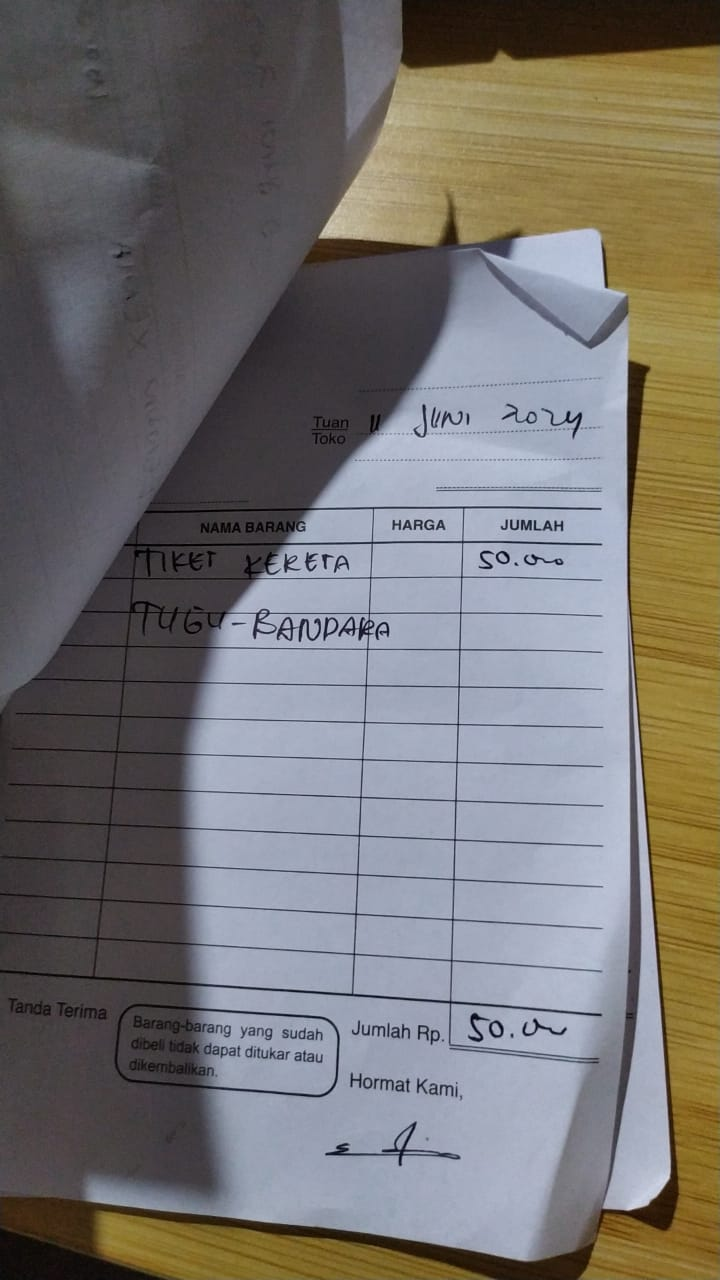 Tuan
Toko
11 JUNI 2024
NAMA BARANG HARGA JUMLAH
TIKET KERETA 50.000
TUGU-BANDARA
Tanda Terima
Barang-barang yang sudah
dibeli tidak dapat ditukar atau
dikembalikan.
Jumlah Rp. 50.00
Hormat Kami,